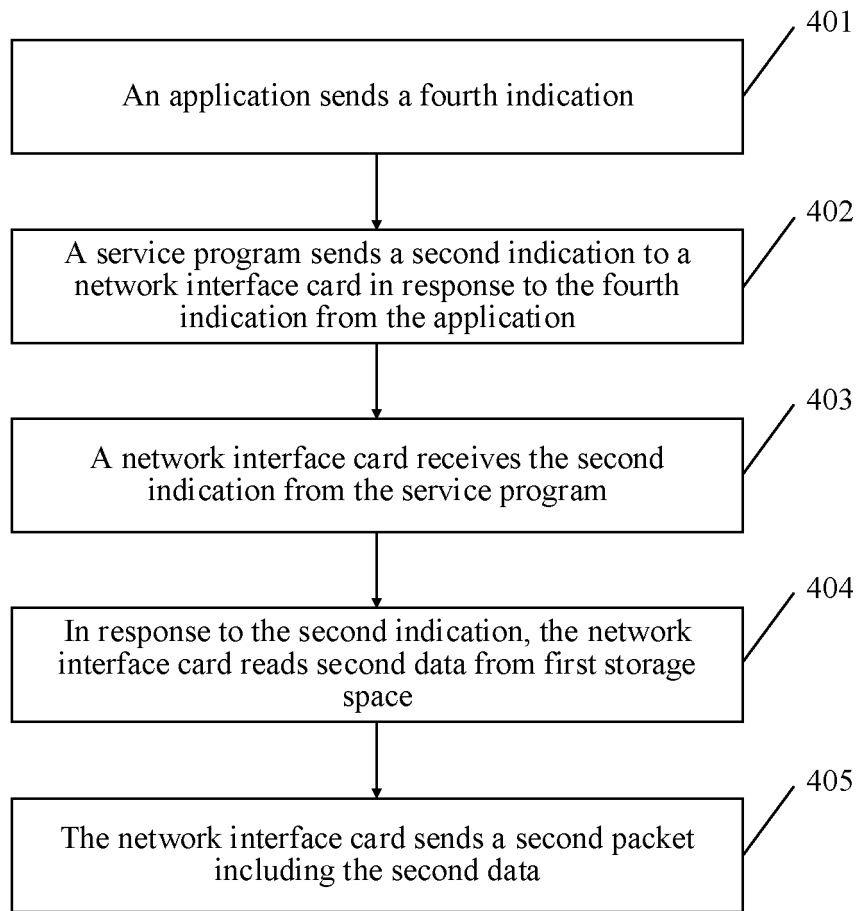 401
An application sends a fourth indication
402
A service program sends a second indication to a
network interface card in response to the fourth
indication from the application
403
A network interface card receives the second
indication from the service program
404
In response to the second indication, the network
interface card reads second data from first storage
space
405
The network interface card sends a second packet
including the second data